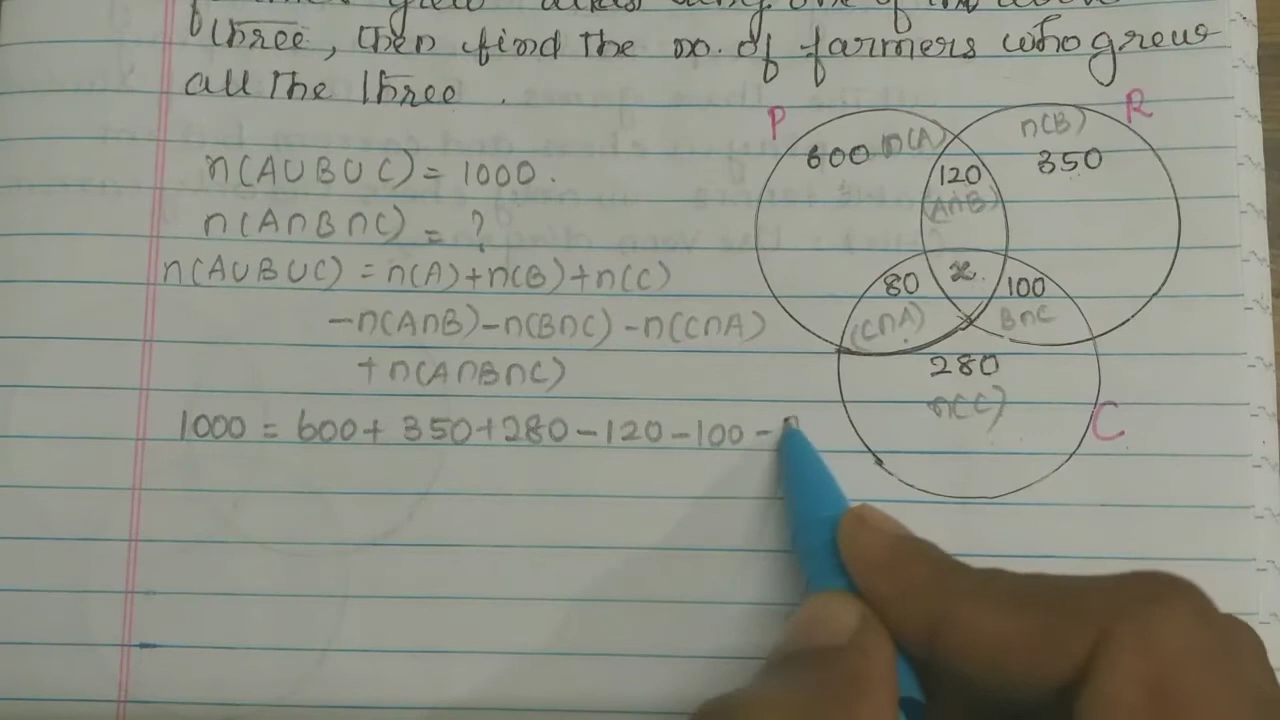 three, then find the no. of farmers who grew
all the three.
P
R
n(A∪B∪C) = 1000.
n(A∩B∩C) = ?
n(A∪B∪C) = n(A)+n(B)+n(C)
-n(A∩B)-n(B∩C)-n(C∩A)
+n(A∩B∩C)
1000 = 600+350+280-120-100-
600 n(A)
n(B)
350
120
(A∩B)
80
x.
100
(C∩A)
B∩C
280
n(C)
C